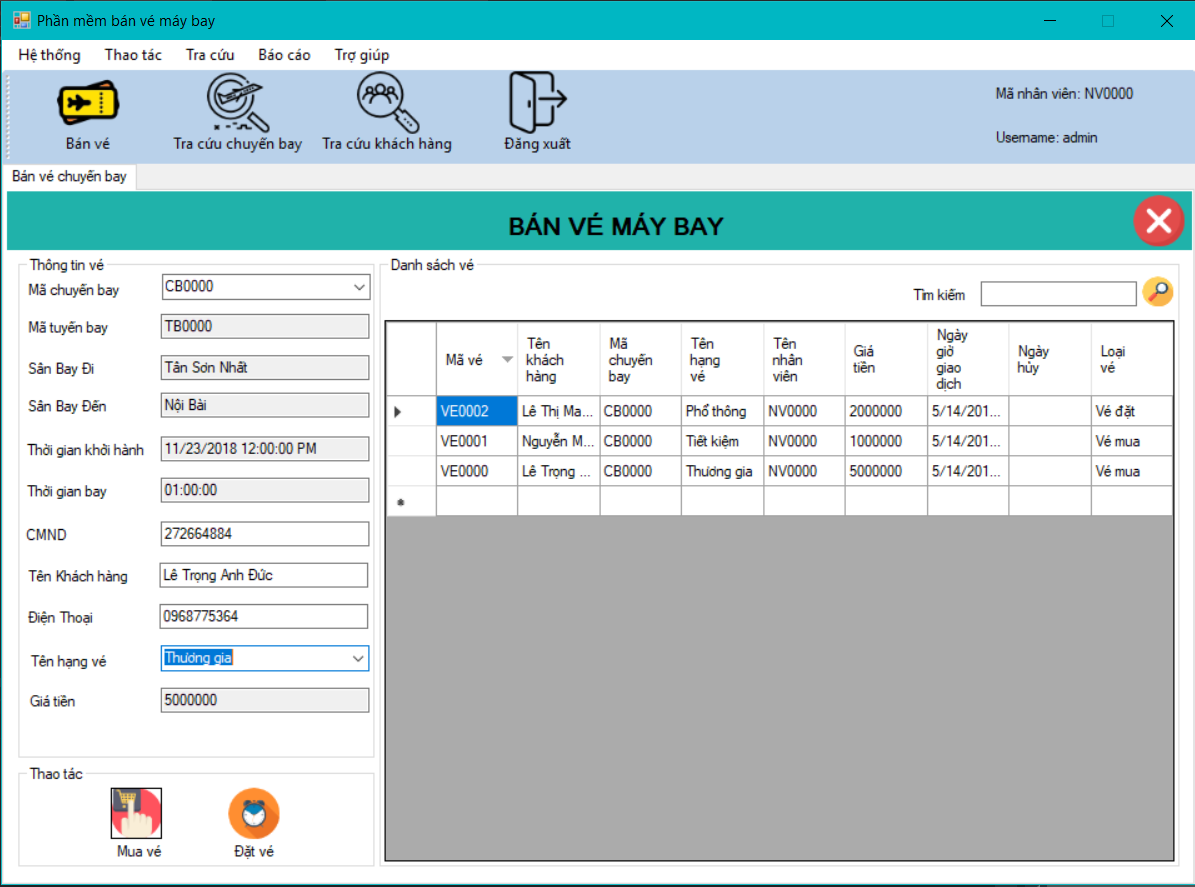 Phần mềm bán vé máy bay
Hệ thống Thao tác Tra cứu Báo cáo Trợ giúp
Bán vé Tra cứu chuyến bay Tra cứu khách hàng Đăng xuất
Mã nhân viên: NV0000
Username: admin
Bán vé chuyến bay
BÁN VÉ MÁY BAY
Thông tin vé
Mã chuyến bay CB0000
Mã tuyến bay TB0000
Sân Bay Đi Tân Sơn Nhất
Sân Bay Đến Nội Bài
Thời gian khởi hành 11/23/2018 12:00:00 PM
Thời gian bay 01:00:00
CMND 272664884
Tên Khách hàng Lê Trọng Anh Đức
Điện Thoại 0968775364
Tên hạng vé Thương gia
Giá tiền 5000000
Thao tác
Mua vé Đặt vé
Danh sách vé
Tìm kiếm
Mã vé Tên khách hàng Mã chuyến bay Tên hạng vé Tên nhân viên Giá tiền Ngày giờ giao dịch Ngày hủy Loại vé
VE0002 Lê Thị Ma... CB0000 Phổ thông NV0000 2000000 5/14/201... Vé đặt
VE0001 Nguyễn M... CB0000 Tiết kiệm NV0000 1000000 5/14/201... Vé mua
VE0000 Lê Trọng ... CB0000 Thương gia NV0000 5000000 5/14/201... Vé mua